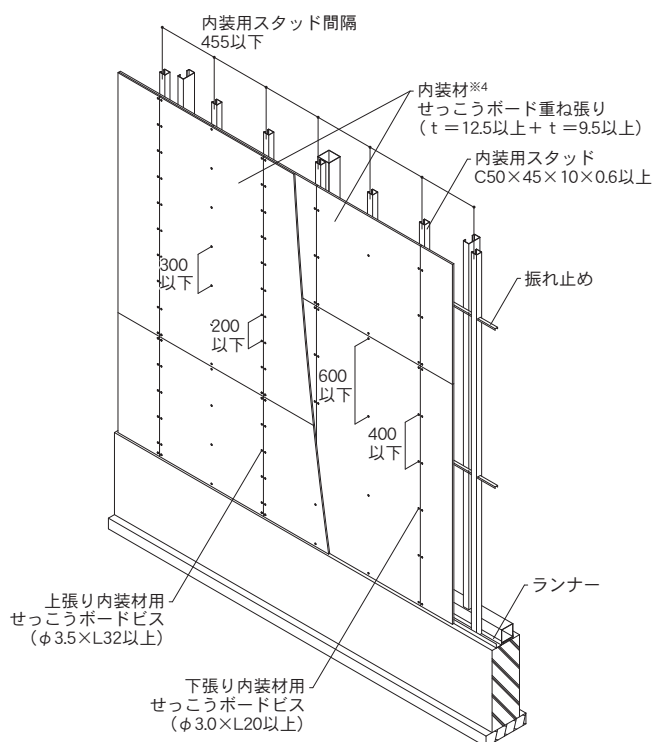 内装用スタッド間隔
455以下
内装材※4
せっこうボード重ね張り
（t＝12.5以上＋t＝9.5以上）
内装用スタッド
C50×45×10×0.6以上
振れ止め
300
以下
200
以下
600
以下
400
以下
ランナー
上張り内装材用
せっこうボードビス
（φ3.5×L32以上）
下張り内装材用
せっこうボードビス
（φ3.0×L20以上）